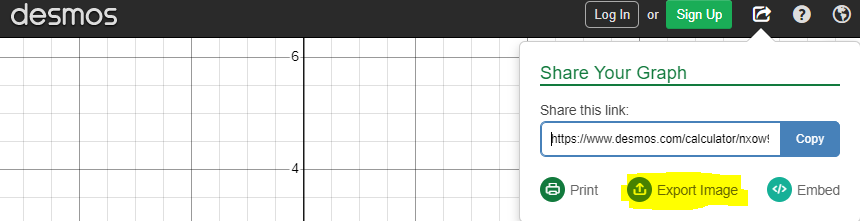 desmos
Log In or Sign Up
6
Share Your Graph
Share this link:
https://www.desmos.com/calculator/nxow
Copy
4
Print Export Image Embed